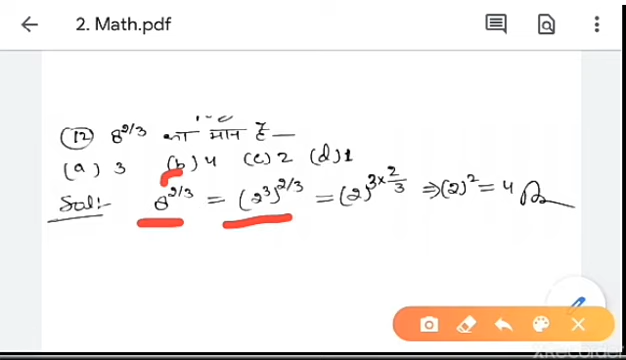 2. Math.pdf
(12) 8^2/3 का मान है—
(a) 3 (b) 4 (c) 2 (d) 1
Sol:- 8^2/3 = (2^3)^2/3 = (2)^3×2/3 ⇒ (2)^2 = 4
XRecorder